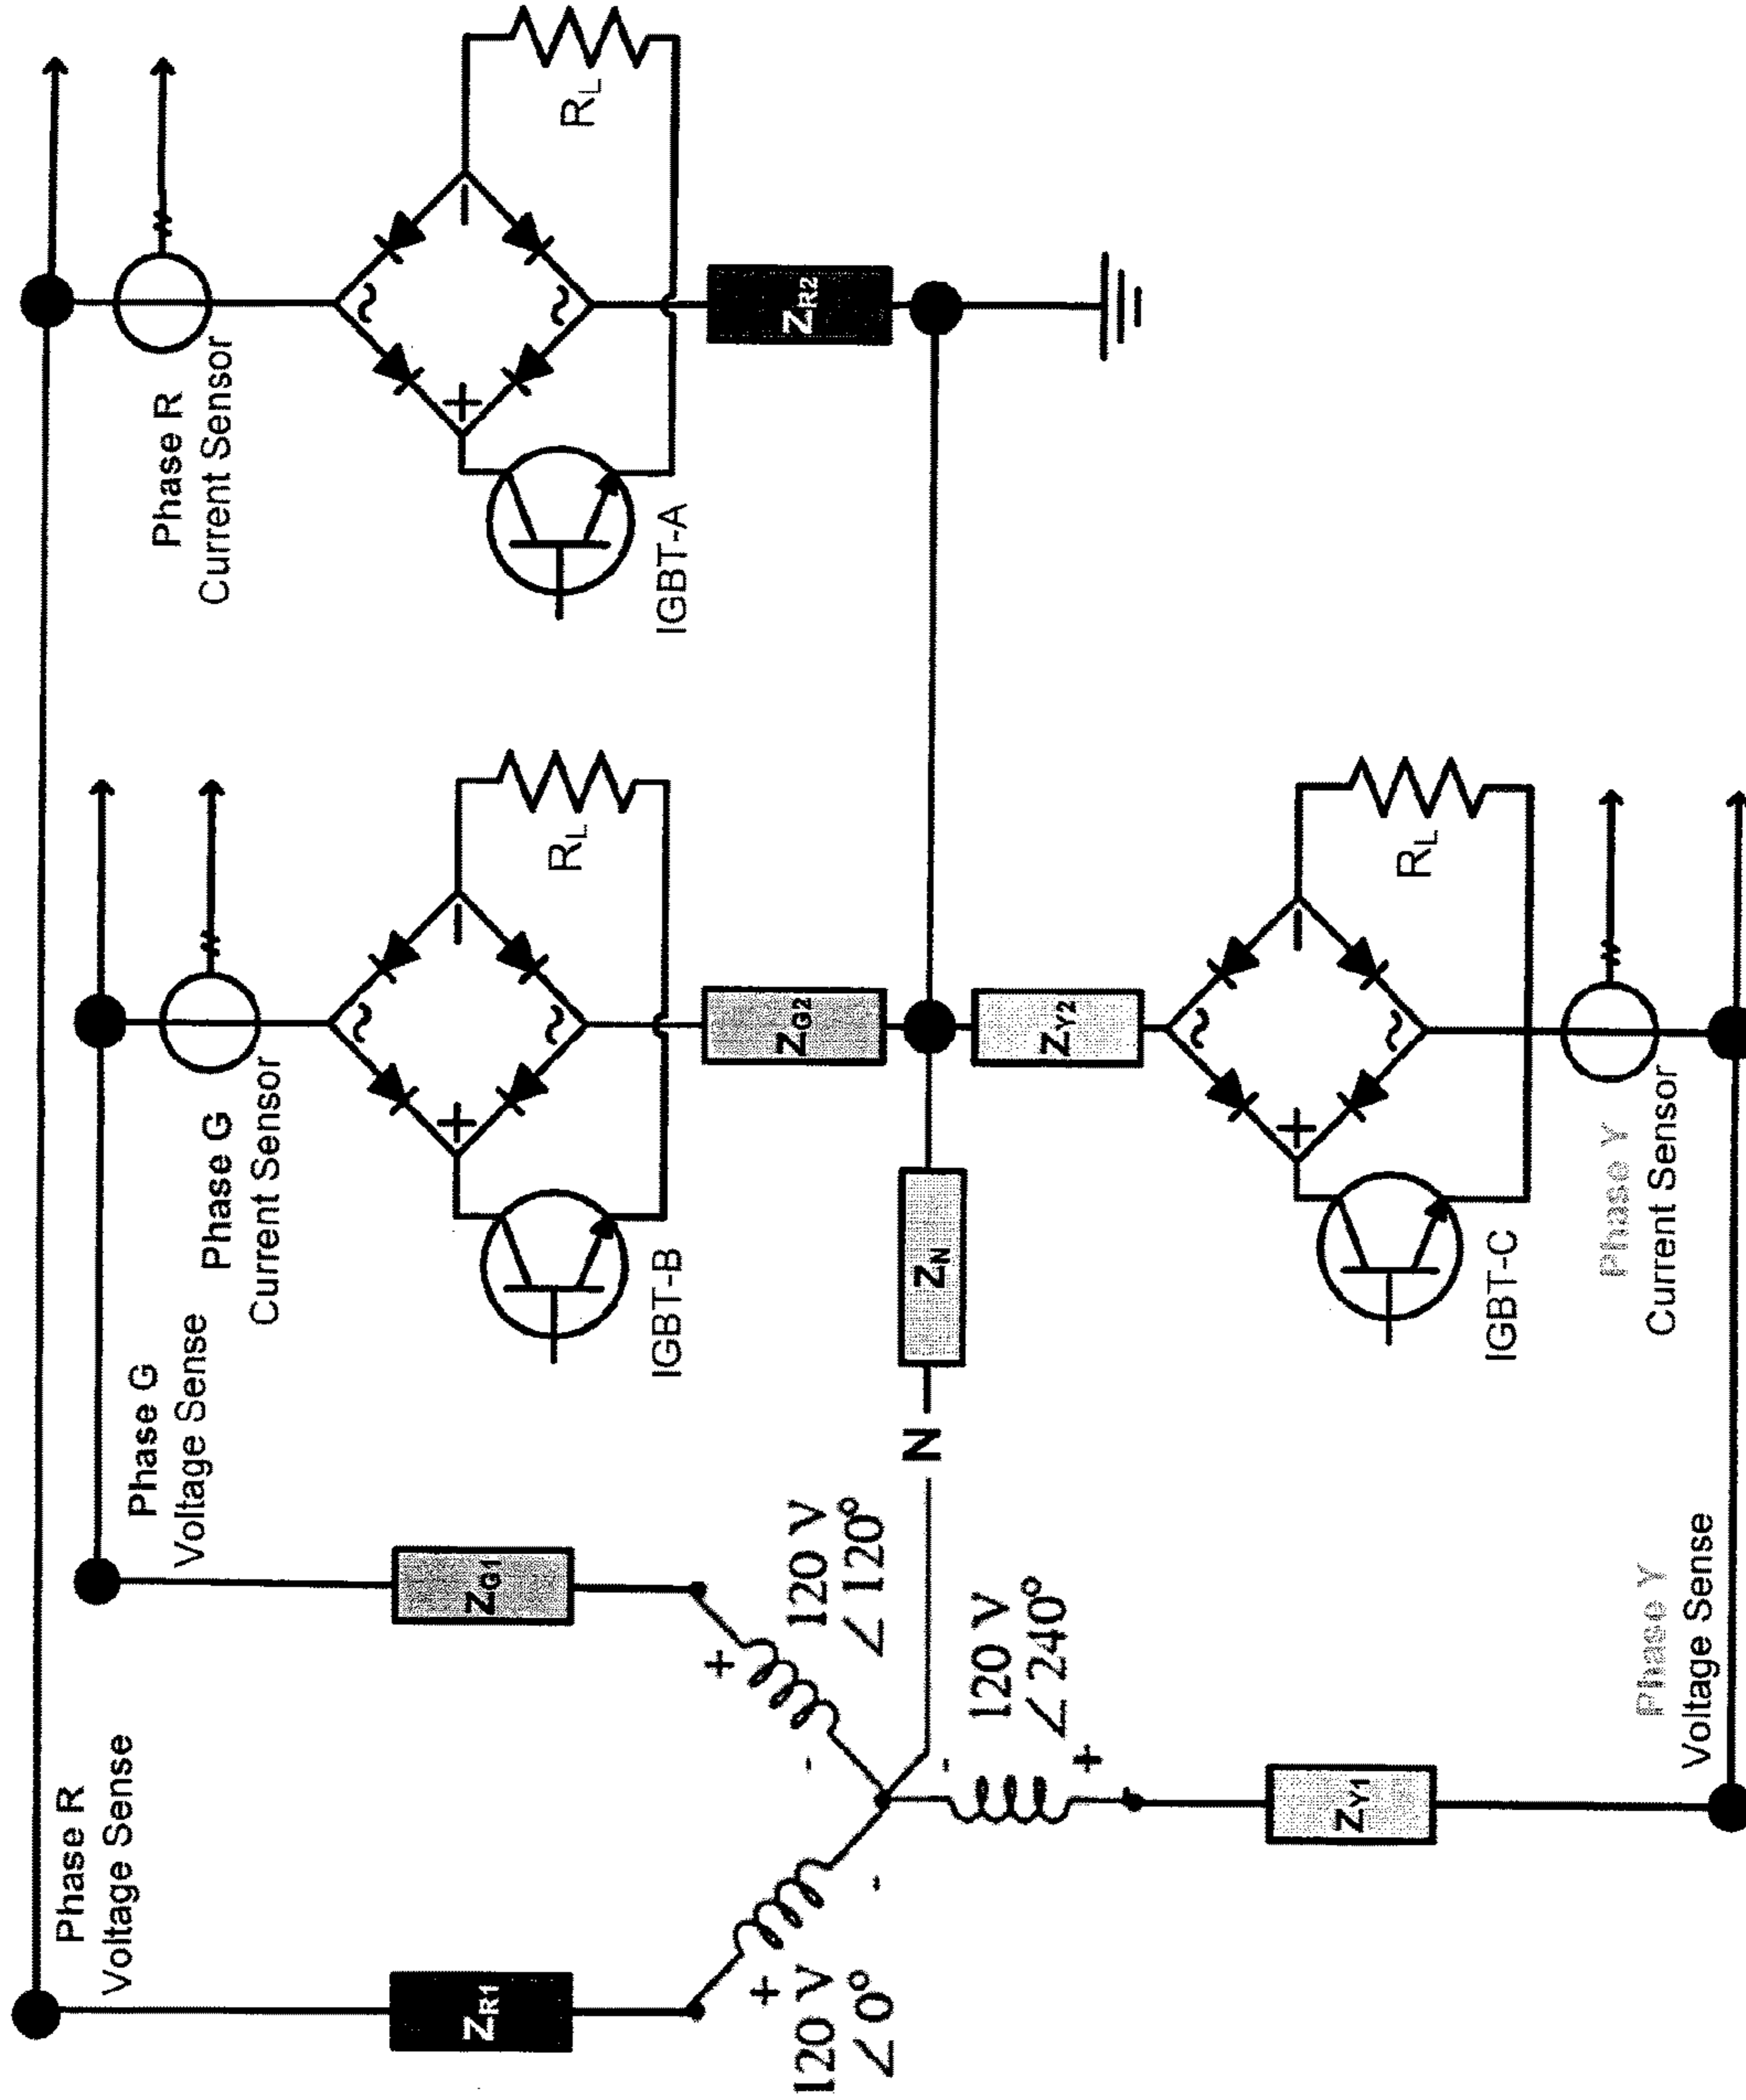 Phase R
Current Sensor
~
~
+
−
R_L
IGBT-A
Z_R2
Phase G
Current Sensor
~
~
+
−
R_L
IGBT-B
Z_G2
Phase G
Voltage Sense
Phase R
Voltage Sense
Z_R1
Z_G1
+
-
120 V
∠ 0°
+
-
120 V
∠ 120°
-
+
120 V
∠ 240°
N
Z_N
Z_Y2
~
~
+
−
R_L
IGBT-C
Phase Y
Current Sensor
Z_Y1
Phase Y
Voltage Sense